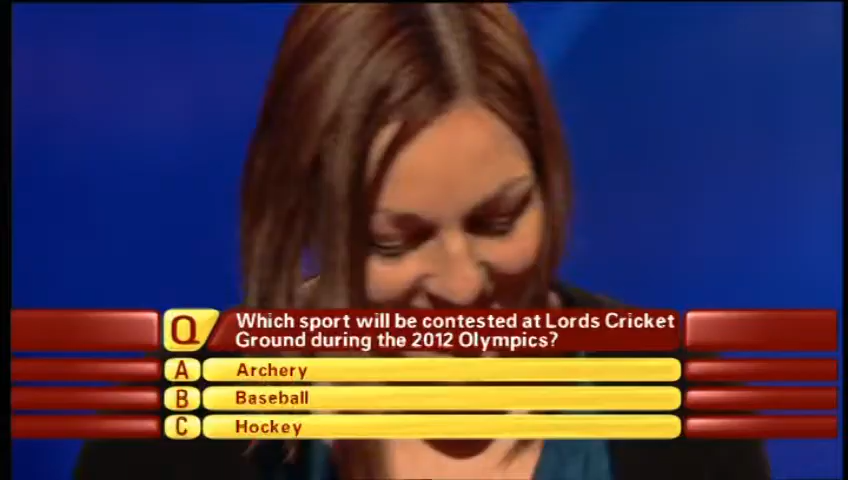 Q Which sport will be contested at Lords Cricket
Ground during the 2012 Olympics?
A Archery
B Baseball
C Hockey